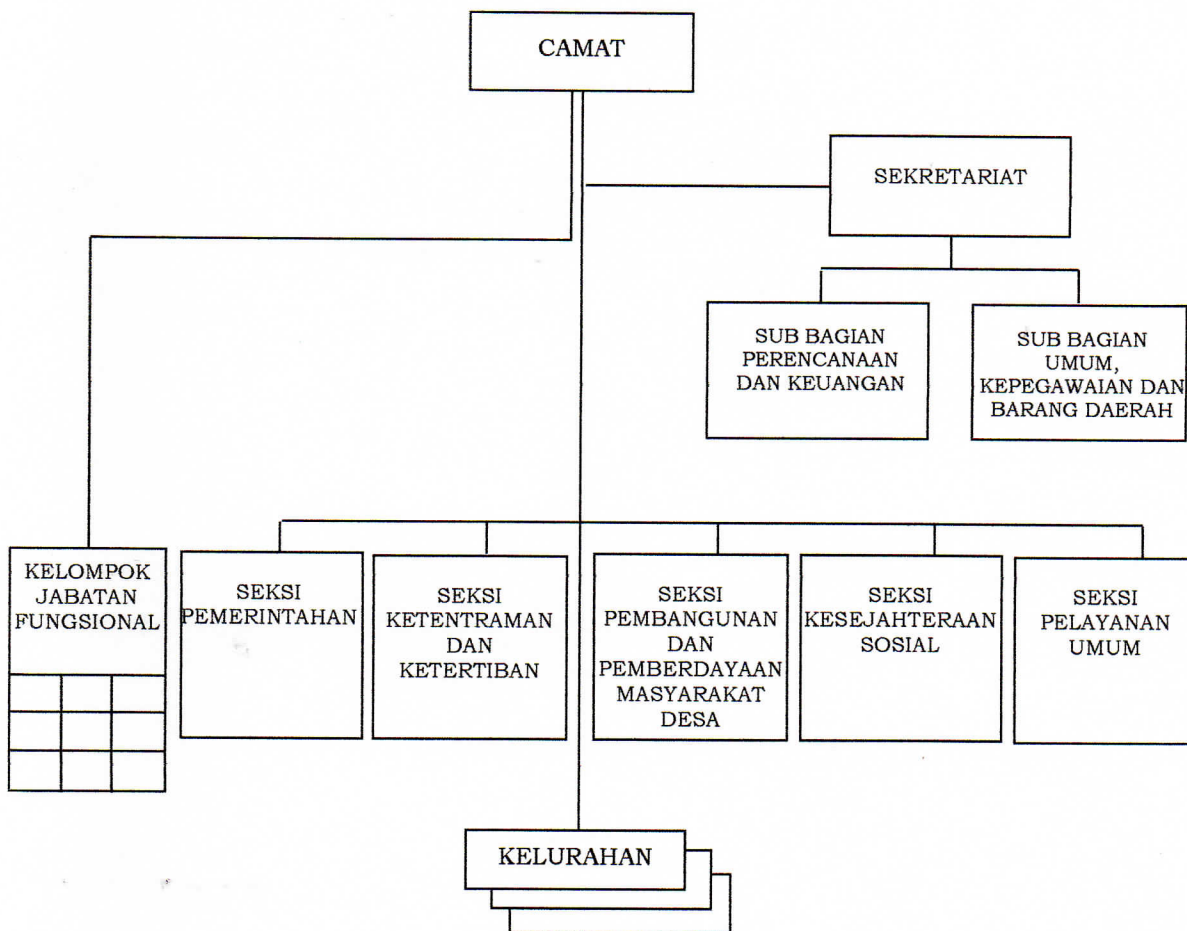 CAMAT
SEKRETARIAT
SUB BAGIAN
PERENCANAAN
DAN KEUANGAN
SUB BAGIAN
UMUM,
KEPEGAWAIAN DAN
BARANG DAERAH
KELOMPOK
JABATAN
FUNGSIONAL
SEKSI
PEMERINTAHAN
SEKSI
KETENTRAMAN
DAN
KETERTIBAN
SEKSI
PEMBANGUNAN
DAN
PEMBERDAYAAN
MASYARAKAT
DESA
SEKSI
KESEJAHTERAAN
SOSIAL
SEKSI
PELAYANAN
UMUM
KELURAHAN